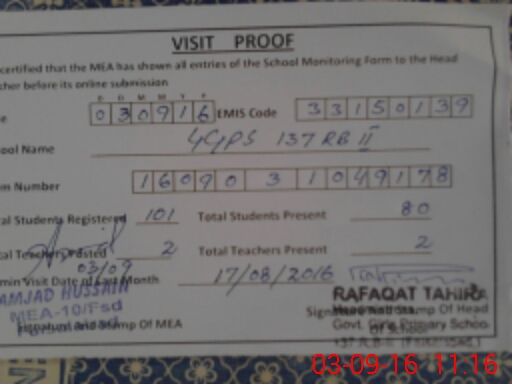 VISIT PROOF
certified that the MEA has shown all entries of the School Monitoring Form to the Head
cher before its online submission
D D M M Y Y
0 3 0 9 1 6 EMIS Code 3 3 1 5 0 1 3 9
ool Name GGPS 137 RB II
m Number 1 6 0 9 0 3 1 0 4 9 1 7 8
al Students Registered 101 Total Students Present 80
al Teachers Posted 2 Total Teachers Present 2
03/09
min Visit Date of Last Month 17/08/2016
AMJAD HUSSAIN RAFAQAT TAHIRA
MEA-10/Fsd Stamp Of Head
Signature And Stamp Of MEA Govt. Girls Primary Schoo
03-09-16 11:16